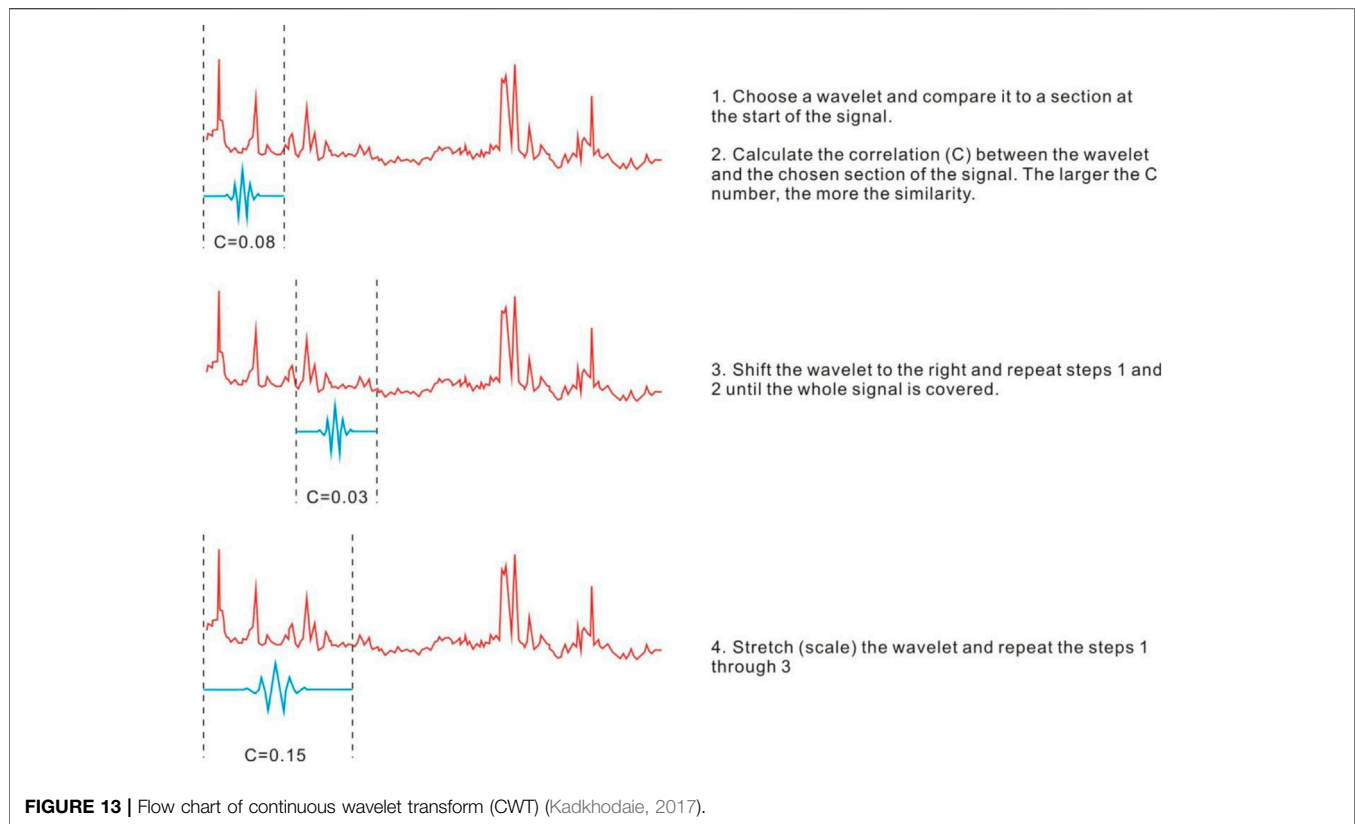 1. Choose a wavelet and compare it to a section at
the start of the signal.
2. Calculate the correlation (C) between the wavelet
and the chosen section of the signal. The larger the C
number, the more the similarity.
C=0.08
3. Shift the wavelet to the right and repeat steps 1 and
2 until the whole signal is covered.
C=0.03
4. Stretch (scale) the wavelet and repeat the steps 1
through 3
C=0.15
FIGURE 13 | Flow chart of continuous wavelet transform (CWT) (Kadkhodaie, 2017).